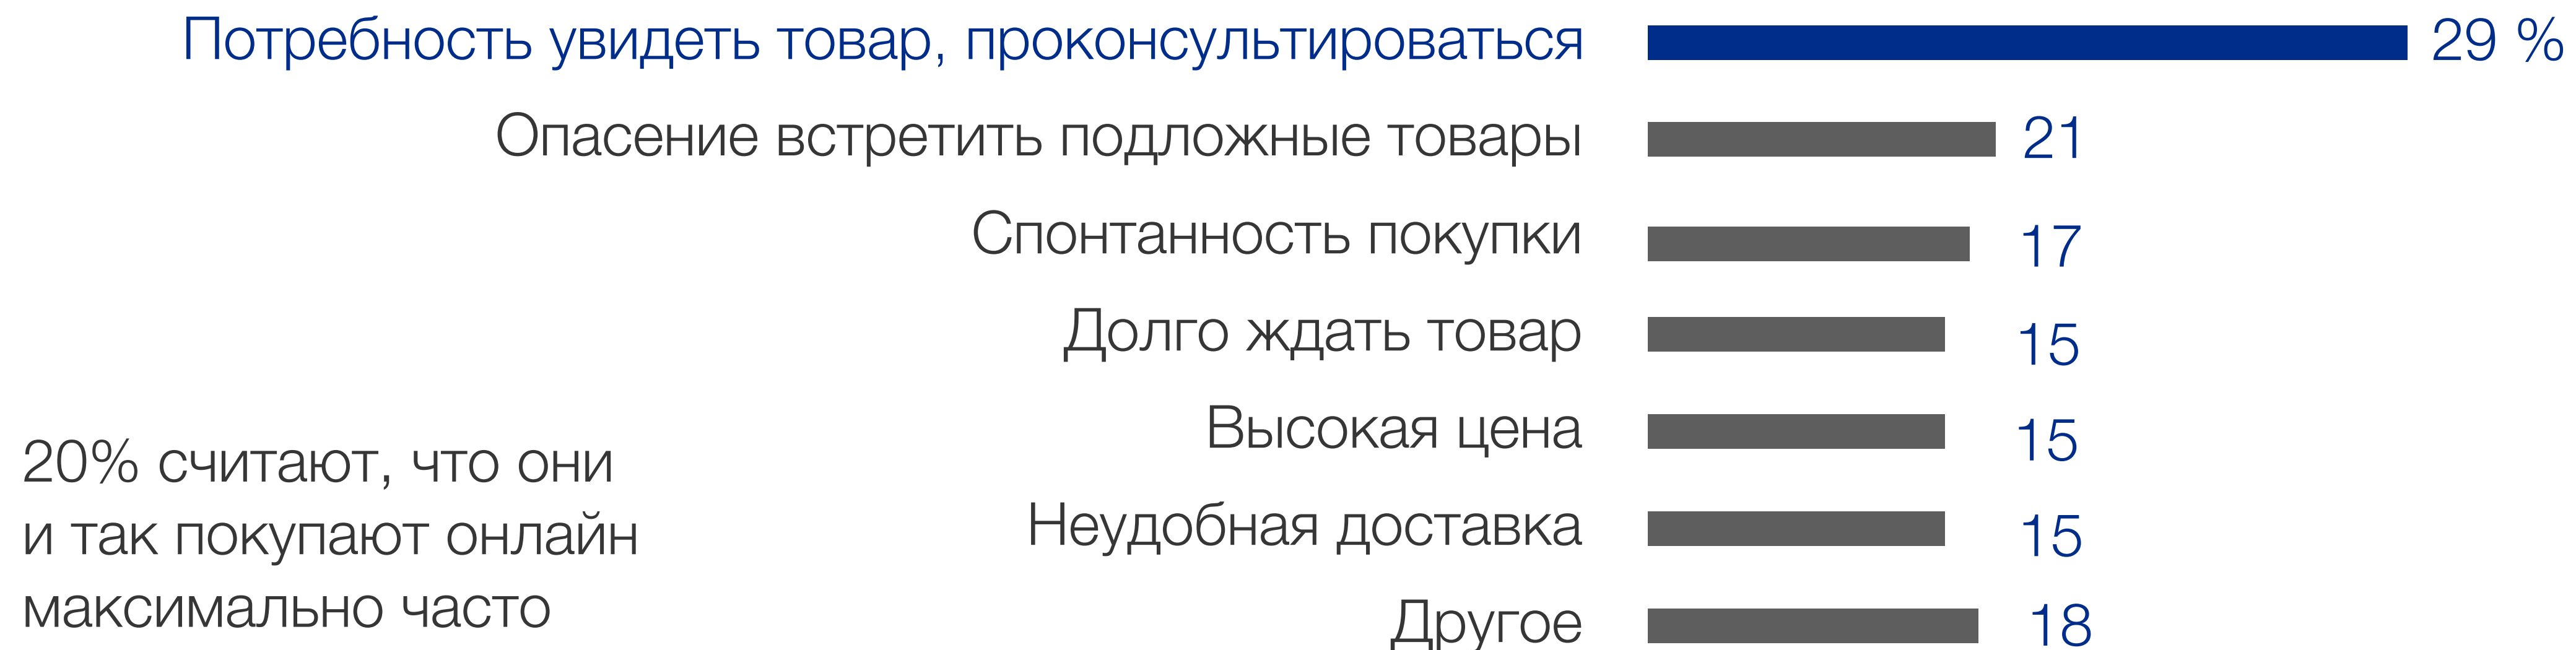 Потребность увидеть товар, проконсультироваться 29 %
Опасение встретить подложные товары 21
Спонтанность покупки 17
Долго ждать товар 15
Высокая цена 15
Неудобная доставка 15
Другое 18
20% считают, что они
и так покупают онлайн
максимально часто